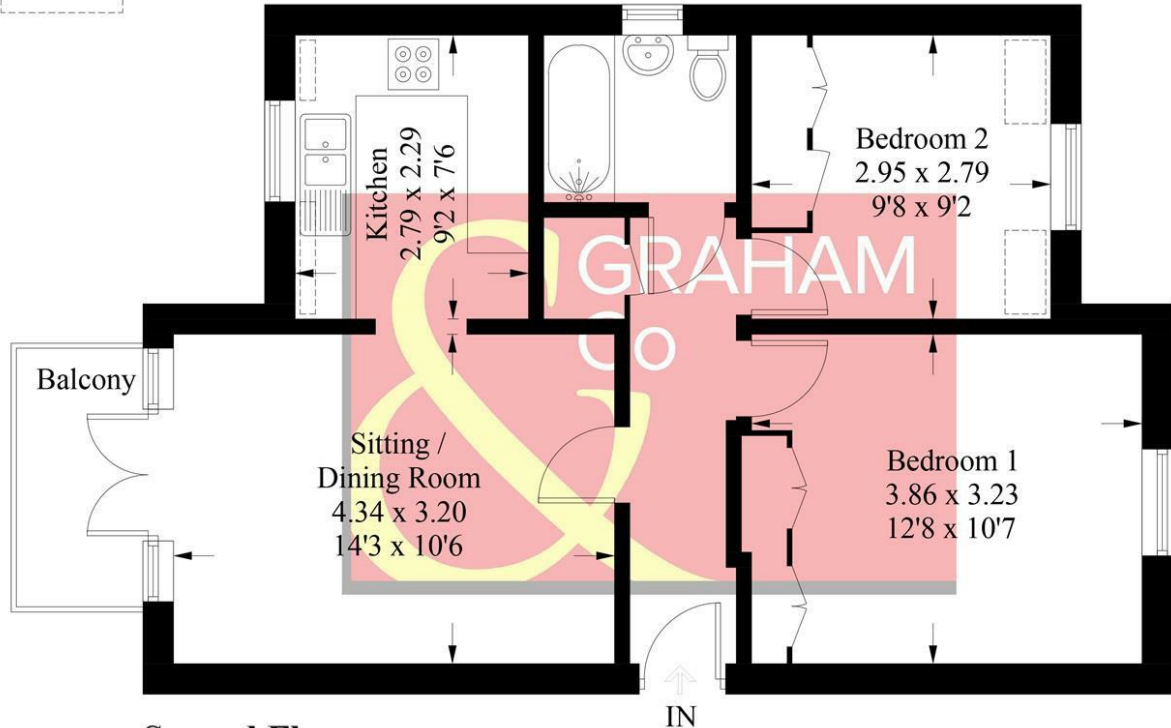 Kitchen
2.79 x 2.29
9'2 x 7'6
Bedroom 2
2.95 x 2.79
9'8 x 9'2
GRAHAM
&Co
Balcony
Sitting /
Dining Room
4.34 x 3.20
14'3 x 10'6
Bedroom 1
3.86 x 3.23
12'8 x 10'7
IN